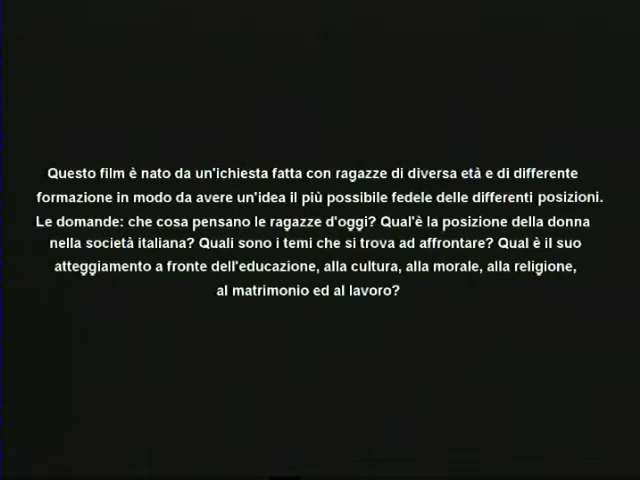 Questo film è nato da un'ichiesta fatta con ragazze di diversa età e di differente
formazione in modo da avere un'idea il più possibile fedele delle differenti posizioni.
Le domande: che cosa pensano le ragazze d'oggi? Qual'è la posizione della donna
nella società italiana? Quali sono i temi che si trova ad affrontare? Qual è il suo
atteggiamento a fronte dell'educazione, alla cultura, alla morale, alla religione,
al matrimonio ed al lavoro?